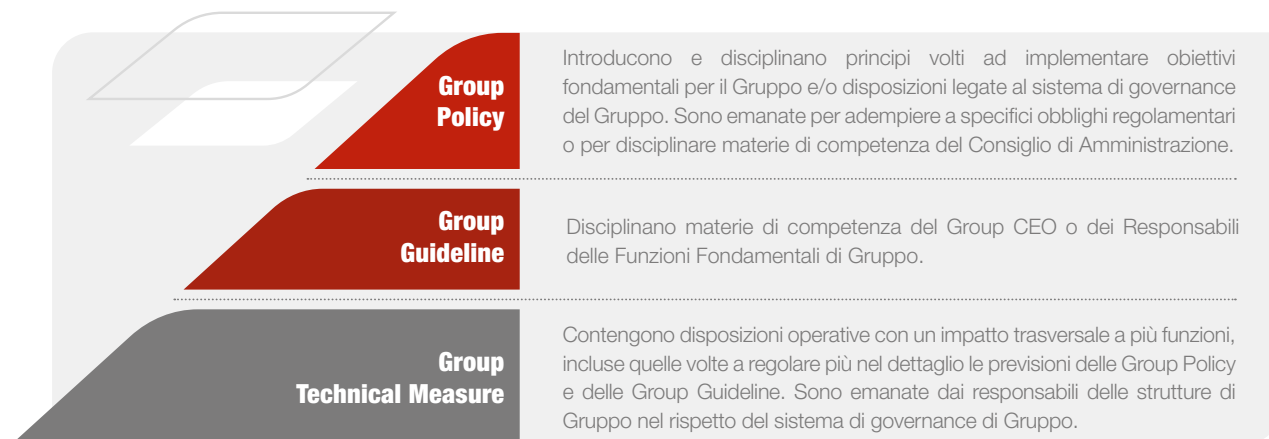 Group
Policy
Introducono e disciplinano principi volti ad implementare obiettivi
fondamentali per il Gruppo e/o disposizioni legate al sistema di governance
del Gruppo. Sono emanate per adempiere a specifici obblighi regolamentari
o per disciplinare materie di competenza del Consiglio di Amministrazione.
Group
Guideline
Disciplinano materie di competenza del Group CEO o dei Responsabili
delle Funzioni Fondamentali di Gruppo.
Group
Technical Measure
Contengono disposizioni operative con un impatto trasversale a più funzioni,
incluse quelle volte a regolare più nel dettaglio le previsioni delle Group Policy
e delle Group Guideline. Sono emanate dai responsabili delle strutture di
Gruppo nel rispetto del sistema di governance di Gruppo.